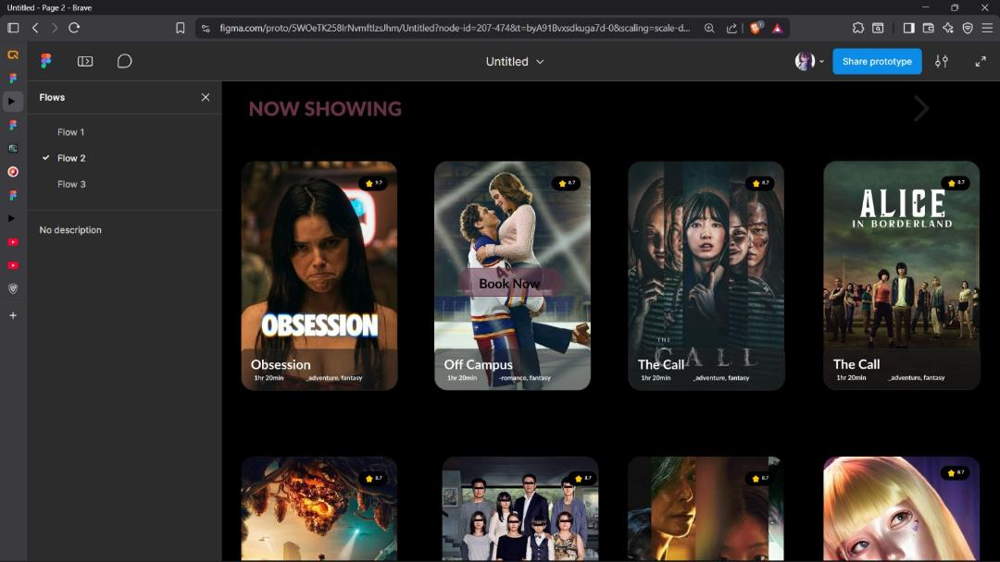 Untitled - Page 2 - Brave
figma.com/proto/5WOeTK258IrNvmftIzsJhm/Untitled?node-id=207-474&t=byA91Bvxsdkuga7d-0&scaling=scale-d...
Untitled
Share prototype
Flows
Flow 1
Flow 2
Flow 3
No description
NOW SHOWING
9.7
8.7
8.7
8.7
ALICE
IN BORDERLAND
44
Book Now
OBSESSION
THE
CALL
Obsession
1hr 20min
_adventure, fantasy
Off Campus
1hr 20min
-romance, fantasy
The Call
1hr 20min
_adventure, fantasy
The Call
1hr 20min
_adventure, fantasy
8.7
8.7
8.7
8.7